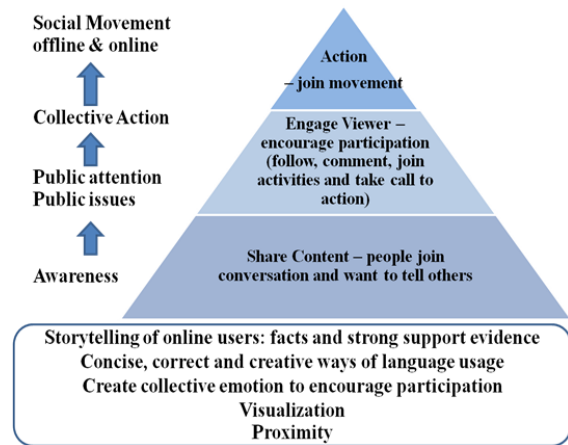 Social Movement
offline & online
Collective Action
Public attention
Public issues
Awareness
Action
– join movement
Engage Viewer –
encourage participation
(follow, comment, join
activities and take call to
action)
Share Content – people join
conversation and want to tell others
Storytelling of online users: facts and strong support evidence
Concise, correct and creative ways of language usage
Create collective emotion to encourage participation
Visualization
Proximity